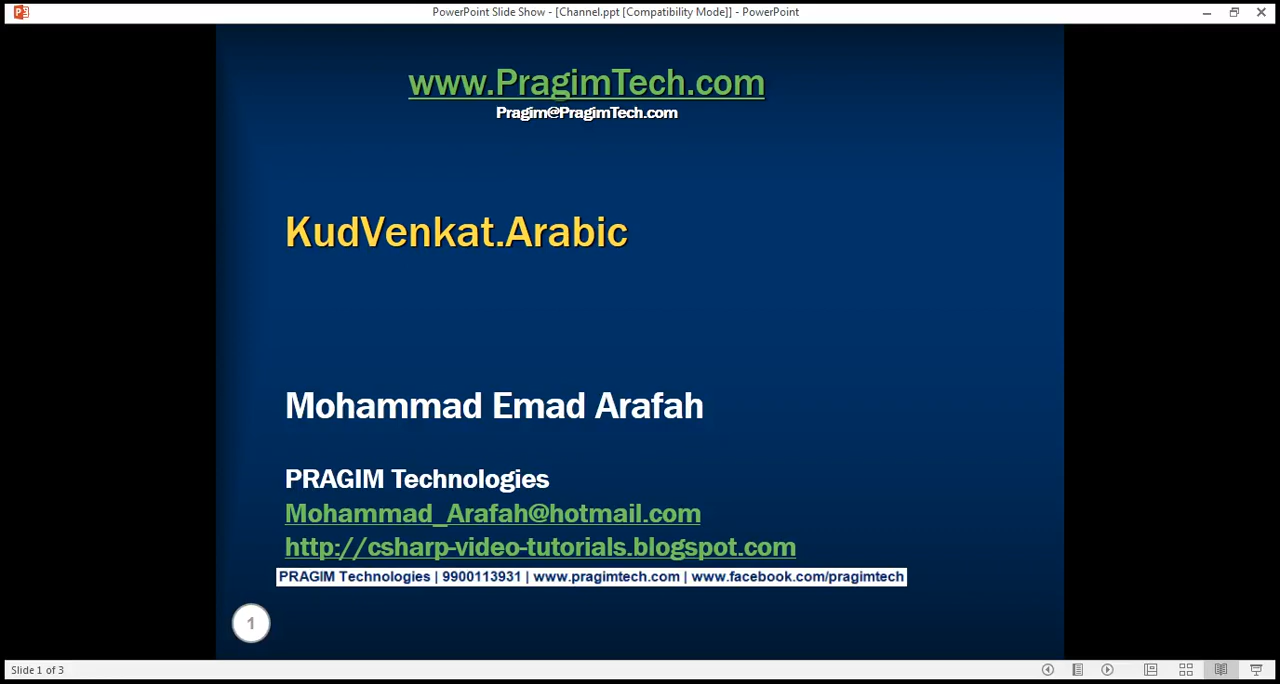 PowerPoint Slide Show - [Channel.ppt [Compatibility Mode]] - PowerPoint
www.PragimTech.com
Pragim@PragimTech.com
KudVenkat.Arabic
Mohammad Emad Arafah
PRAGIM Technologies
Mohammad_Arafah@hotmail.com
http://csharp-video-tutorials.blogspot.com
PRAGIM Technologies | 9900113931 | www.pragimtech.com | www.facebook.com/pragimtech
1
Slide 1 of 3